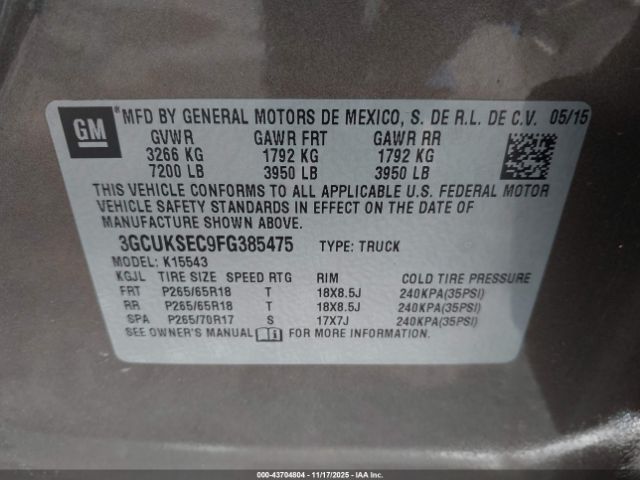 GM
*MFD BY GENERAL MOTORS DE MEXICO, S. DE R.L. DE C.V. 05/15
GVWR GAWR FRT GAWR RR
3266 KG 1792 KG 1792 KG
7200 LB 3950 LB 3950 LB
THIS VEHICLE CONFORMS TO ALL APPLICABLE U.S. FEDERAL MOTOR
VEHICLE SAFETY STANDARDS IN EFFECT ON THE DATE OF
MANUFACTURE SHOWN ABOVE.
3GCUKSEC9FG385475 TYPE: TRUCK
MODEL: K15543
KGJL TIRE SIZE SPEED RTG RIM COLD TIRE PRESSURE
FRT P265/65R18 T 18X8.5J 240KPA(35PSI)
RR P265/65R18 T 18X8.5J 240KPA(35PSI)
SPA P265/70R17 S 17X7J 240KPA(35PSI)
SEE OWNER'S MANUAL FOR MORE INFORMATION.
000-43704804 - 11/17/2025 - IAAI, Inc.